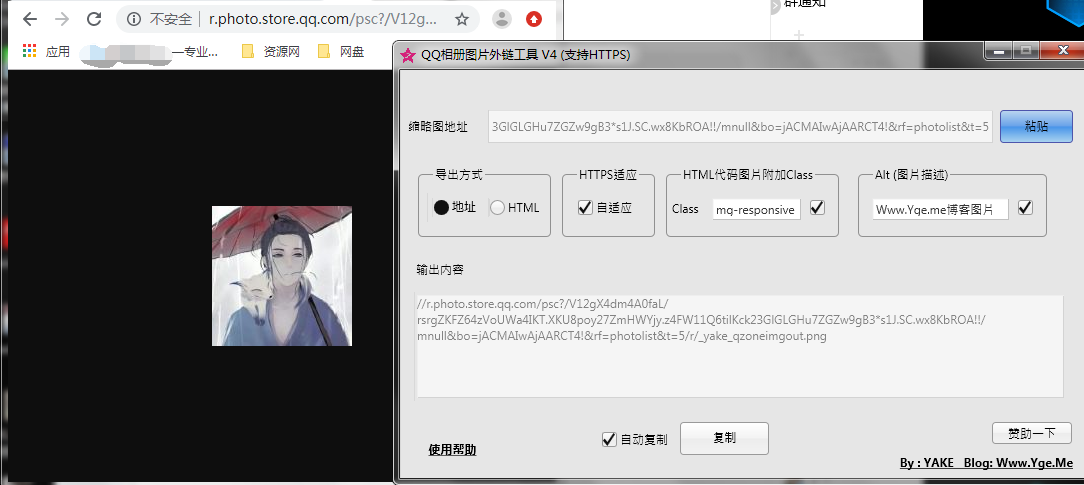 不安全 | r.photo.store.qq.com/psc?/V12g...
应用
一专业...
资源网
网盘
群通知
QQ相册图片外链工具 V4 (支持HTTPS)
缩略图地址
3GlGLGHu7ZGZw9gB3*s1J.SC.wx8KbROA!!/mnull&bo=jACMAIwAjAARCT4!&rf=photolist&t=5
粘贴
导出方式
地址
HTML
HTTPS适应
自适应
HTML代码图片附加Class
Class
mq-responsive
Alt (图片描述)
Www.Yqe.me博客图片
输出内容
//r.photo.store.qq.com/psc?/V12gX4dm4A0faL/
rsrgZKFZ64zVoUWa4IKT.XKU8poy27ZmHWYjy.z4FW11Q6tilKck23GlGLGHu7ZGZw9gB3*s1J.SC.wx8KbROA!!/
mnull&bo=jACMAIwAjAARCT4!&rf=photolist&t=5/r/_yake_qzoneimgout.png
使用帮助
自动复制
复制
赞助一下
By : YAKE   Blog: Www.Yge.Me